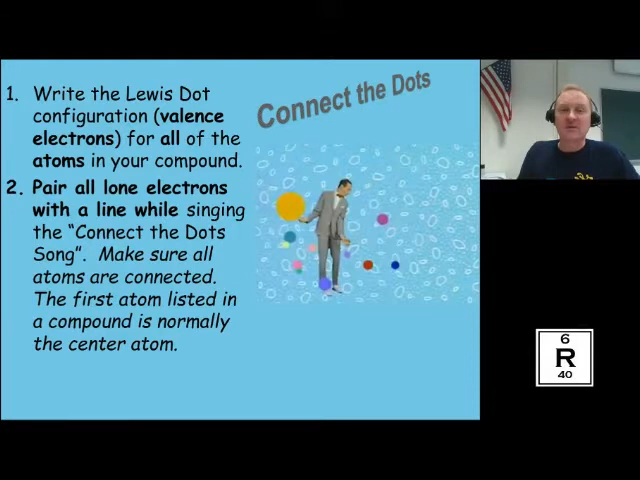 Connect the Dots
1. Write the Lewis Dot
configuration (valence
electrons) for all of the
atoms in your compound.
2. Pair all lone electrons
with a line while singing
the “Connect the Dots
Song”. Make sure all
atoms are connected.
The first atom listed in
a compound is normally
the center atom.
6
R
40